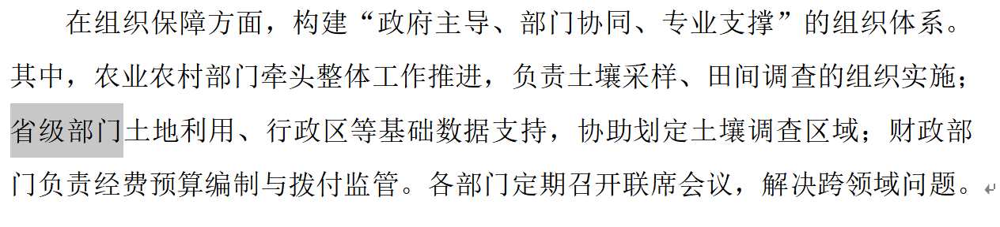 在组织保障方面，构建“政府主导、部门协同、专业支撑”的组织体系。
其中，农业农村部门牵头整体工作推进，负责土壤采样、田间调查的组织实施；
省级部门土地利用、行政区等基础数据支持，协助划定土壤调查区域；财政部
门负责经费预算编制与拨付监管。各部门定期召开联席会议，解决跨领域问题。